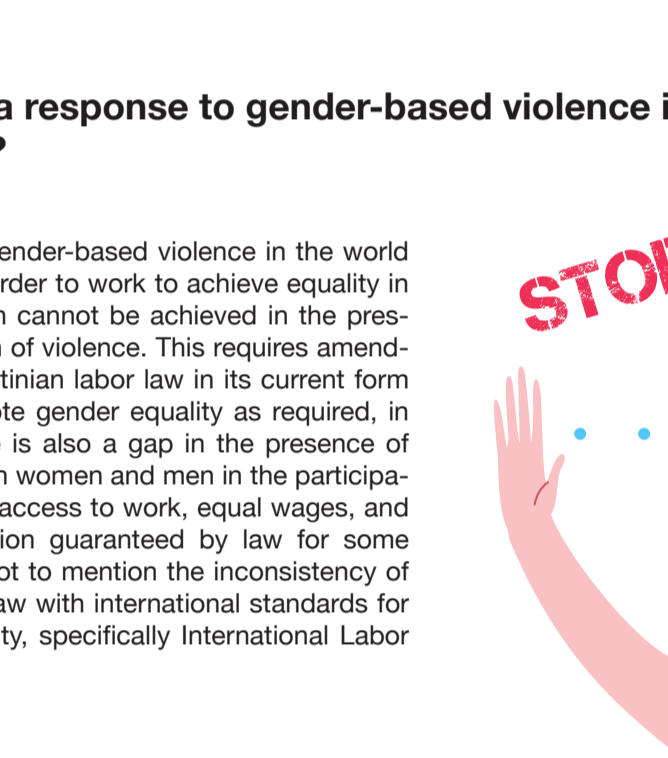 a response to gender-based violence i
?
ender-based violence in the world
rder to work to achieve equality in
cannot be achieved in the pres-
of violence. This requires amend-
tinian labor law in its current form
te gender equality as required, in
is also a gap in the presence of
women and men in the participa-
access to work, equal wages, and
ion guaranteed by law for some
ot to mention the inconsistency of
aw with international standards for
ty, specifically International Labor
STO